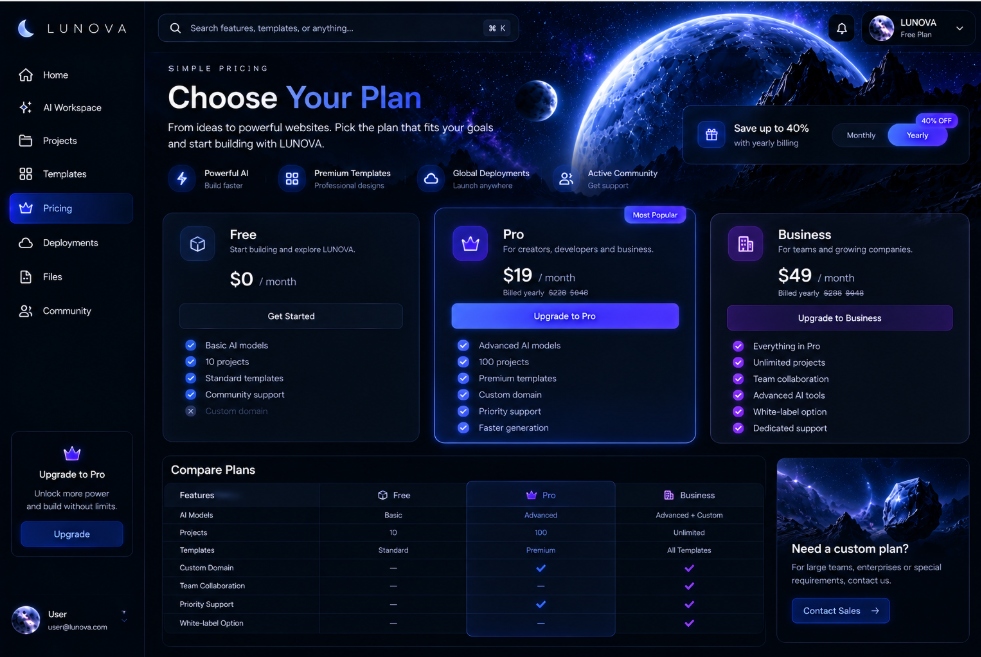 LUNOVA
Search features, templates, or anything...
⌘ K
LUNOVA
Free Plan
Home
AI Workspace
Projects
Templates
Pricing
Deployments
Files
Community
Upgrade to Pro
Unlock more power
and build without limits.
Upgrade
User
user@lunova.com
SIMPLE PRICING
Choose Your Plan
From ideas to powerful websites. Pick the plan that fits your goals
and start building with LUNOVA.
Powerful AI
Build faster
Premium Templates
Professional designs
Global Deployments
Launch anywhere
Active Community
Get support
Save up to 40%
with yearly billing
Monthly
Yearly
40% OFF
Free
Start building and explore LUNOVA.
$0 / month
Get Started
Basic AI models
10 projects
Standard templates
Community support
Custom domain
Most Popular
Pro
For creators, developers and business.
$19 / month
Billed yearly
Upgrade to Pro
Advanced AI models
100 projects
Premium templates
Custom domain
Priority support
Faster generation
Business
For teams and growing companies.
$49 / month
Billed yearly
Upgrade to Business
Everything in Pro
Unlimited projects
Team collaboration
Advanced AI tools
White-label option
Dedicated support
Compare Plans
Features Free Pro Business
AI Models Basic Advanced Advanced + Custom
Projects 10 100 Unlimited
Templates Standard Premium All Templates
Custom Domain — ✓ ✓
Team Collaboration — — ✓
Priority Support — ✓ ✓
White-label Option — — ✓
Need a custom plan?
For large teams, enterprises or special
requirements, contact us.
Contact Sales →